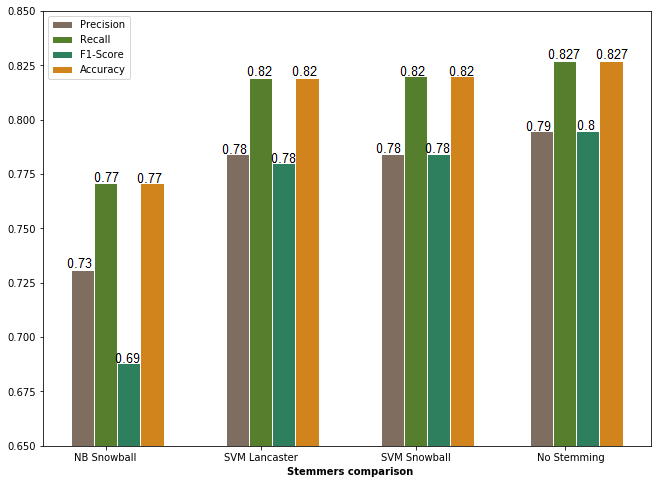 0.850
0.825
0.800
0.775
0.750
0.725
0.700
0.675
0.650
Precision
Recall
F1-Score
Accuracy
0.73 0.77 0.69 0.77
0.78 0.82 0.78 0.82
0.78 0.82 0.78 0.82
0.79 0.827 0.8 0.827
NB Snowball SVM Lancaster SVM Snowball No Stemming
Stemmers comparison